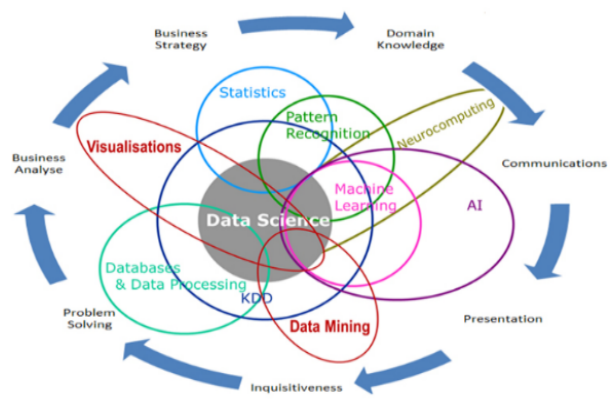 Business
Strategy
Domain
Knowledge
Statistics
Pattern
Recognition
Neurocomputing
Visualisations
Business
Analyse
Communications
Machine
Learning
AI
Data Science
Databases
& Data Processing
KDD
Data Mining
Problem
Solving
Presentation
Inquisitiveness